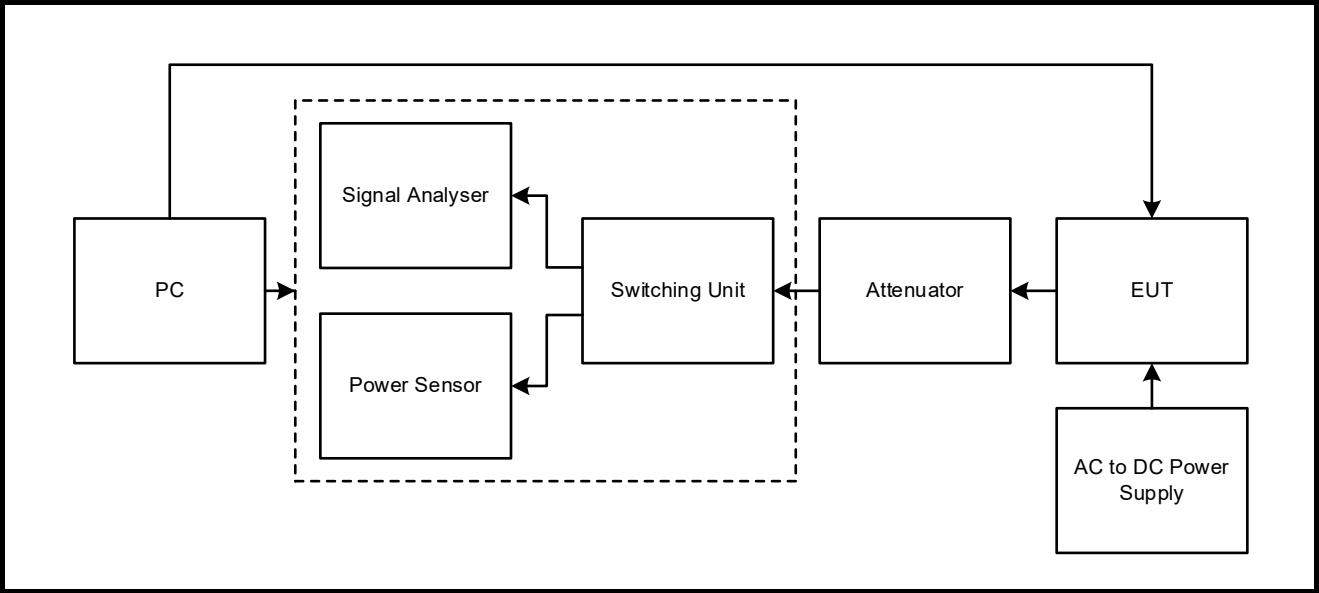 Signal Analyser
PC
Switching Unit
Attenuator
EUT
Power Sensor
AC to DC Power
Supply